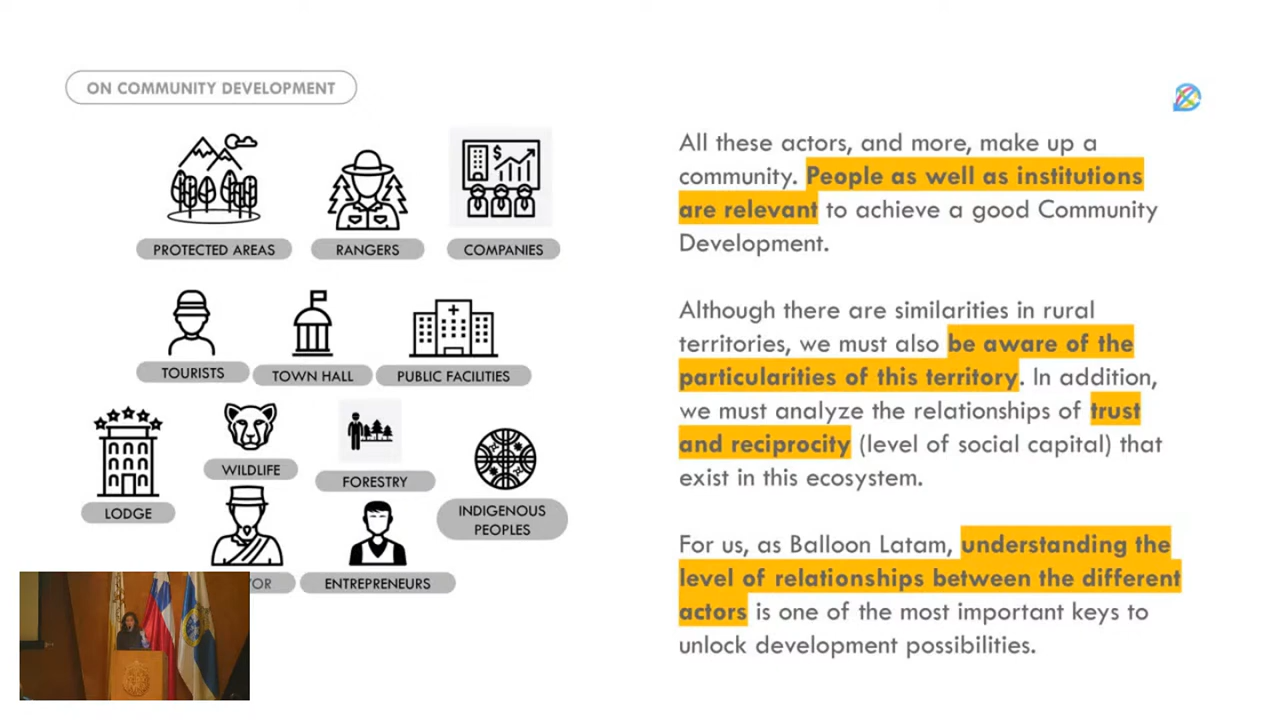 ON COMMUNITY DEVELOPMENT
PROTECTED AREAS
RANGERS
COMPANIES
TOURISTS
TOWN HALL
PUBLIC FACILITIES
LODGE
WILDLIFE
FORESTRY
INDIGENOUS
PEOPLES
YOR
ENTREPRENEURS
All these actors, and more, make up a
community. People as well as institutions
are relevant to achieve a good Community
Development.
Although there are similarities in rural
territories, we must also be aware of the
particularities of this territory. In addition,
we must analyze the relationships of trust
and reciprocity (level of social capital) that
exist in this ecosystem.
For us, as Balloon Latam, understanding the
level of relationships between the different
actors is one of the most important keys to
unlock development possibilities.